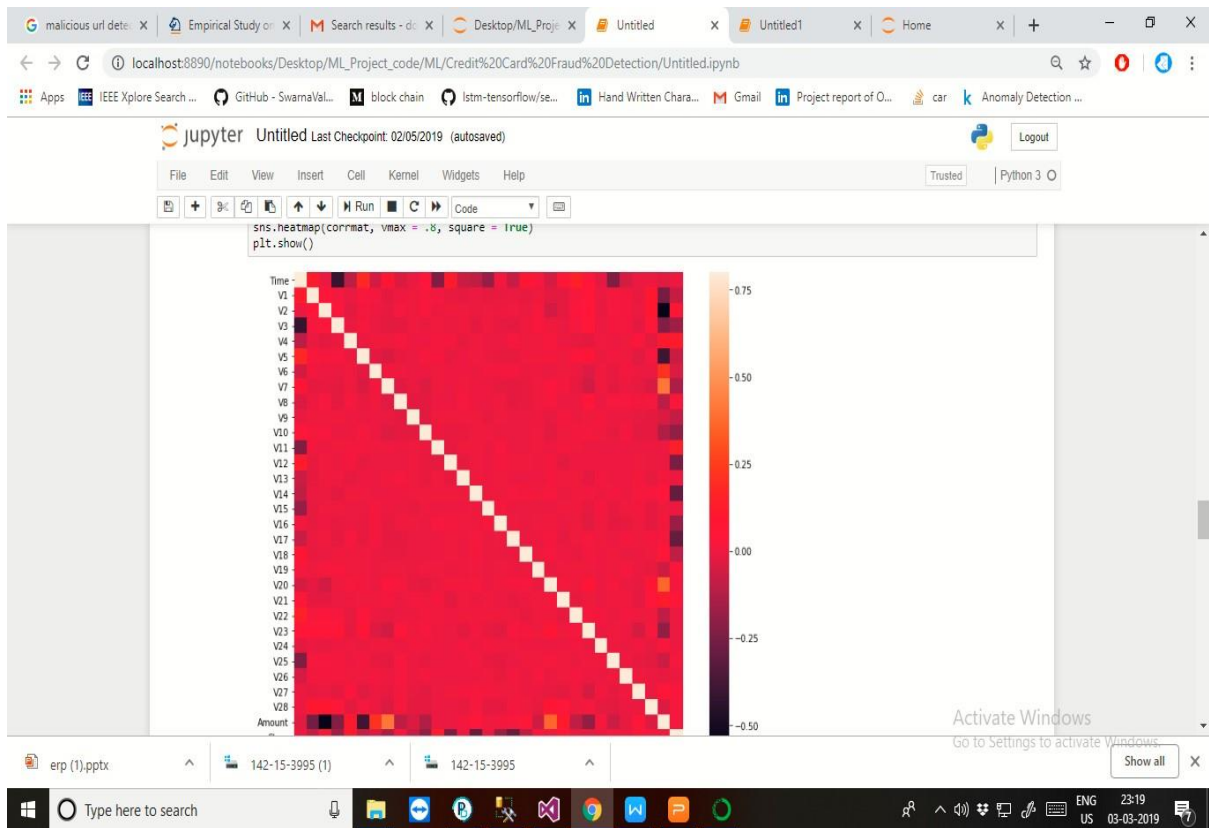 malicious url detec Empirical Study on Search results - do Desktop/ML_Proje Untitled Untitled1 Home
localhost:8890/notebooks/Desktop/ML_Project_code/ML/Credit%20Card%20Fraud%20Detection/Untitled.ipynb
Apps IEEE Xplore Search ... GitHub - SwarnaVal... block chain lstm-tensorflow/se... Hand Written Chara... Gmail Project report of O... car Anomaly Detection ...
jupyter Untitled Last Checkpoint: 02/05/2019 (autosaved) Logout
File Edit View Insert Cell Kernel Widgets Help Trusted Python 3
Run Code
sns.heatmap(corrmat, vmax = .8, square = True)
plt.show()
Time
V1
V2
V3
V4
V5
V6
V7
V8
V9
V10
V11
V12
V13
V14
V15
V16
V17
V18
V19
V20
V21
V22
V23
V24
V25
V26
V27
V28
Amount
0.75
0.50
0.25
0.00
-0.25
-0.50
Activate Windows
Go to Settings to activate Windows.
erp (1).pptx 142-15-3995 (1) 142-15-3995 Show all
Type here to search ENG 23:19
US 03-03-2019 7